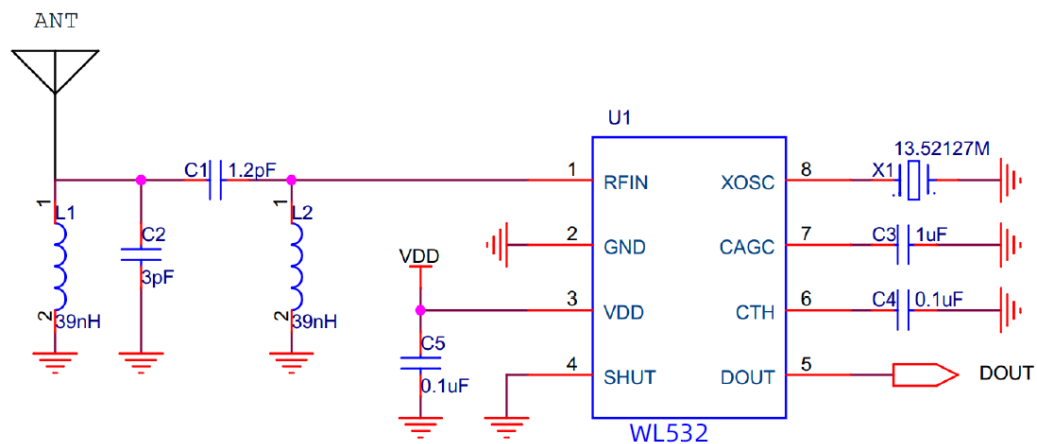 ANT
U1
C1 1.2pF
13.52127M
1 RFIN XOSC 8 X1
1 L1
1 L2
C2
2 GND CAGC 7 C3 1uF
3pF
VDD
2 39nH
2 39nH
3 VDD CTH 6 C4 0.1uF
C5
0.1uF
4 SHUT DOUT 5 DOUT
WL532